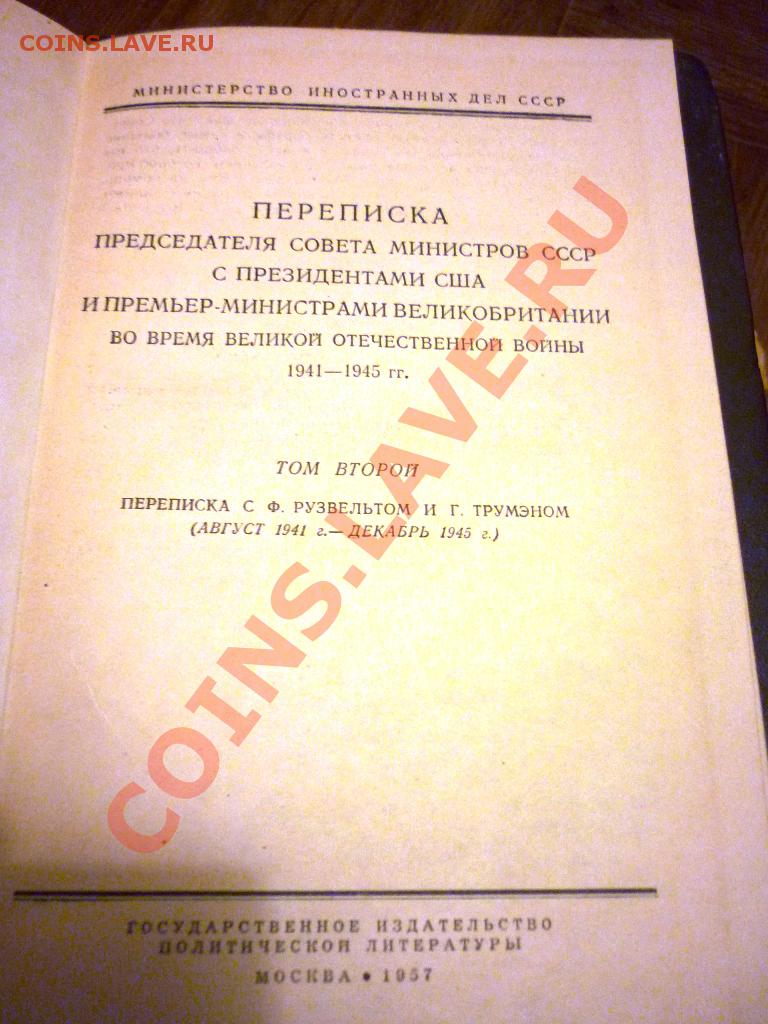 COINS.LAVE.RU
МИНИСТЕРСТВО ИНОСТРАННЫХ ДЕЛ СССР
ПЕРЕПИСКА
ПРЕДСЕДАТЕЛЯ СОВЕТА МИНИСТРОВ СССР
С ПРЕЗИДЕНТАМИ США
И ПРЕМЬЕР-МИНИСТРАМИ ВЕЛИКОБРИТАНИИ
ВО ВРЕМЯ ВЕЛИКОЙ ОТЕЧЕСТВЕННОЙ ВОЙНЫ
1941—1945 гг.
ТОМ ВТОРОЙ
ПЕРЕПИСКА С Ф. РУЗВЕЛЬТОМ И Г. ТРУМЭНОМ
(АВГУСТ 1941 г.— ДЕКАБРЬ 1945 г.)
COINS.LAVE.RU
ГОСУДАРСТВЕННОЕ ИЗДАТЕЛЬСТВО
ПОЛИТИЧЕСКОЙ ЛИТЕРАТУРЫ
МОСКВА • 1957